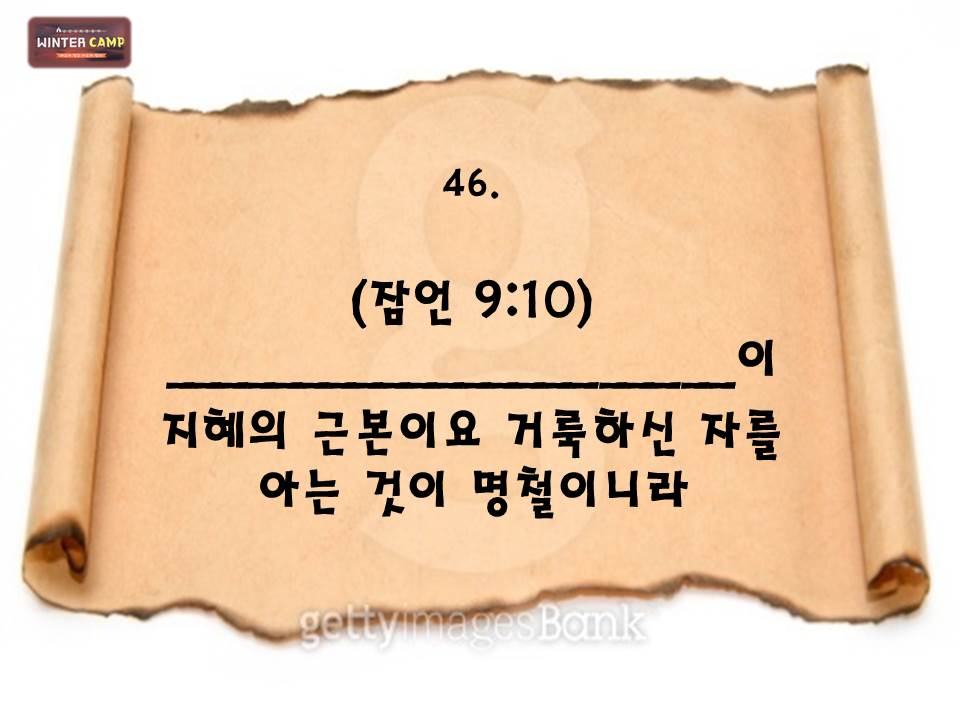 WINTER CAMP
46.
(잠언 9:10)
____________________이
지혜의 근본이요 거룩하신 자를
아는 것이 명철이니라
gettyimagesBank